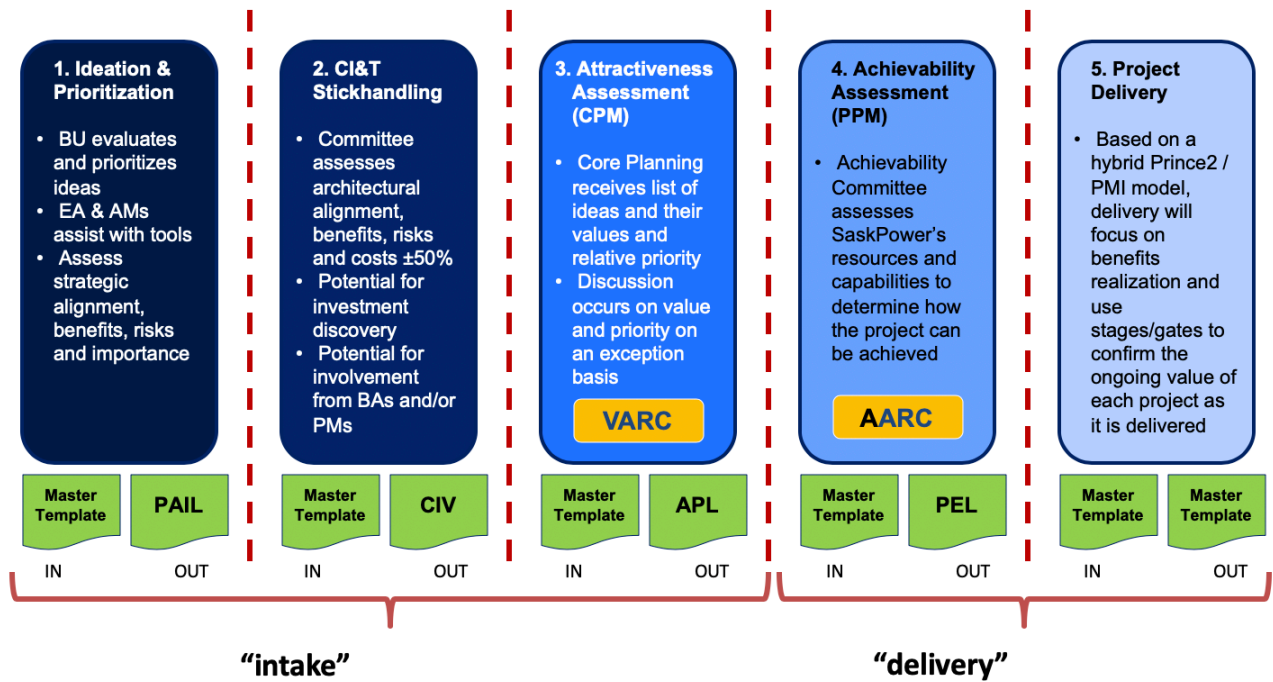 1. Ideation &
Prioritization
• BU evaluates
and prioritizes
ideas
• EA & AMs
assist with tools
• Assess
strategic
alignment,
benefits, risks
and importance
2. CI&T
Stickhandling
• Committee
assesses
architectural
alignment,
benefits, risks
and costs ±50%
• Potential for
investment
discovery
• Potential for
involvement
from BAs and/or
PMs
3. Attractiveness
Assessment
(CPM)
• Core Planning
receives list of
ideas and their
values and
relative priority
• Discussion
occurs on value
and priority on
an exception
basis
VARC
4. Achievability
Assessment
(PPM)
• Achievability
Committee
assesses
SaskPower’s
resources and
capabilities to
determine how
the project can
be achieved
AARC
5. Project
Delivery
• Based on a
hybrid Prince2 /
PMI model,
delivery will
focus on
benefits
realization and
use
stages/gates to
confirm the
ongoing value of
each project as
it is delivered
Master
Template
PAIL
Master
Template
CIV
Master
Template
APL
Master
Template
PEL
Master
Template
Master
Template
IN
OUT
IN
OUT
IN
OUT
IN
OUT
IN
OUT
“intake”
“delivery”